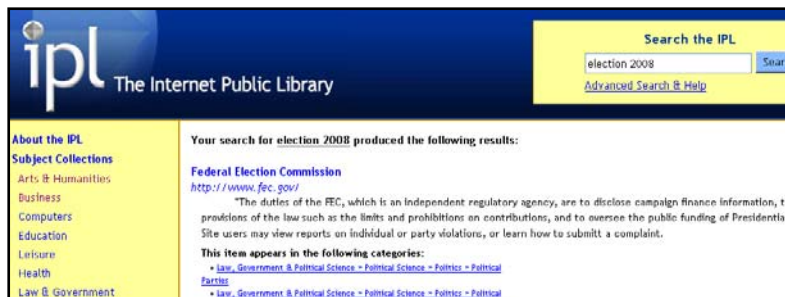 ipl The Internet Public Library
Search the IPL
election 2008
Sear
Advanced Search & Help
About the IPL
Subject Collections
Arts & Humanities
Business
Computers
Education
Leisure
Health
Law & Government
Your search for election 2008 produced the following results:
Federal Election Commission
http://www.fec.gov/
"The duties of the FEC, which is an independent regulatory agency, are to disclose campaign finance information, t
provisions of the law such as the limits and prohibitions on contributions, and to oversee the public funding of Presidentia
Site users may view reports on individual or party violations, or learn how to submitt a complaint.
This item appears in the following categories:
• Law, Government & Political Science > Political Science > Politics > Political
Parties
• Law, Government & Political Science > Political Science > Politics > Political